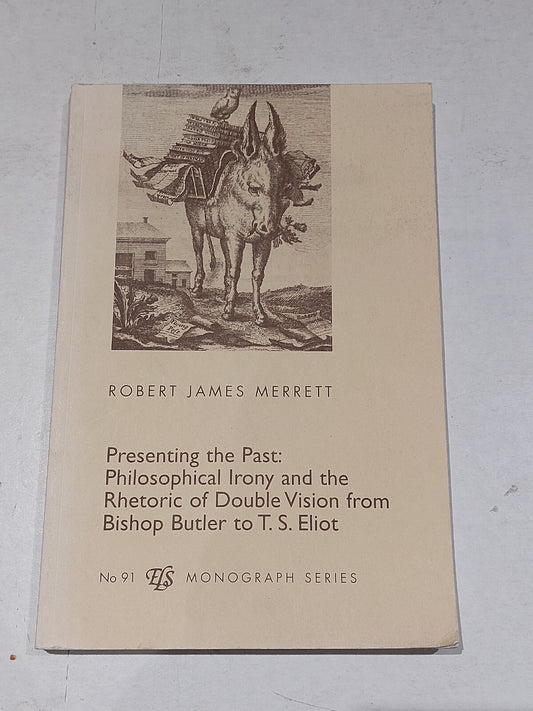 ROBERT JAMES MERRETT
Presenting the Past:
Philosophical Irony and the
Rhetoric of Double Vision from
Bishop Butler to T. S. Eliot
No 91 ELS MONOGRAPH SERIES